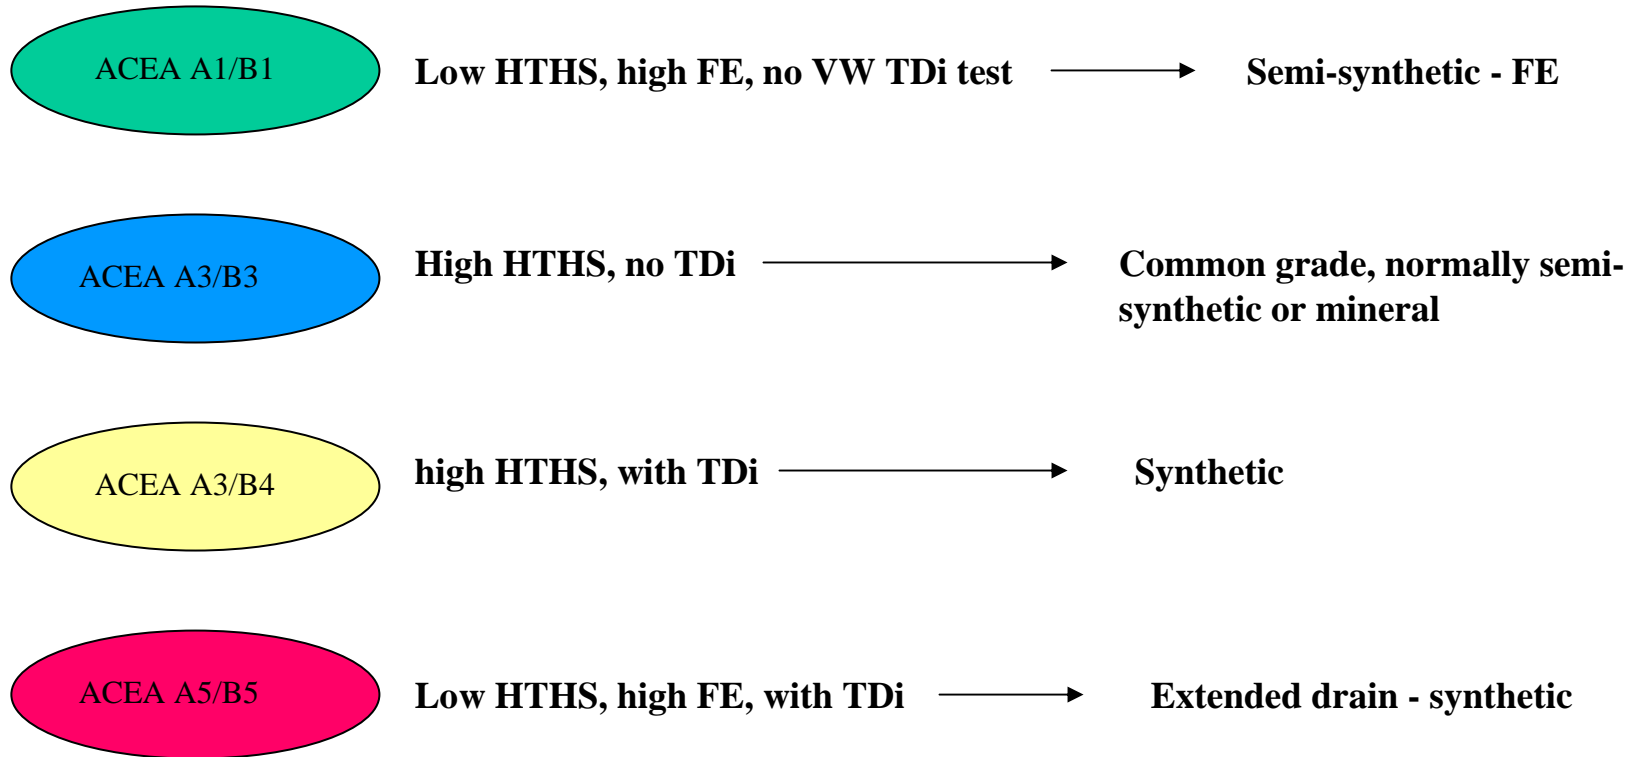 ACEA A1/B1
Low HTHS, high FE, no VW TDi test
Semi-synthetic - FE
ACEA A3/B3
High HTHS, no TDi
Common grade, normally semi-
synthetic or mineral
ACEA A3/B4
high HTHS, with TDi
Synthetic
ACEA A5/B5
Low HTHS, high FE, with TDi
Extended drain - synthetic